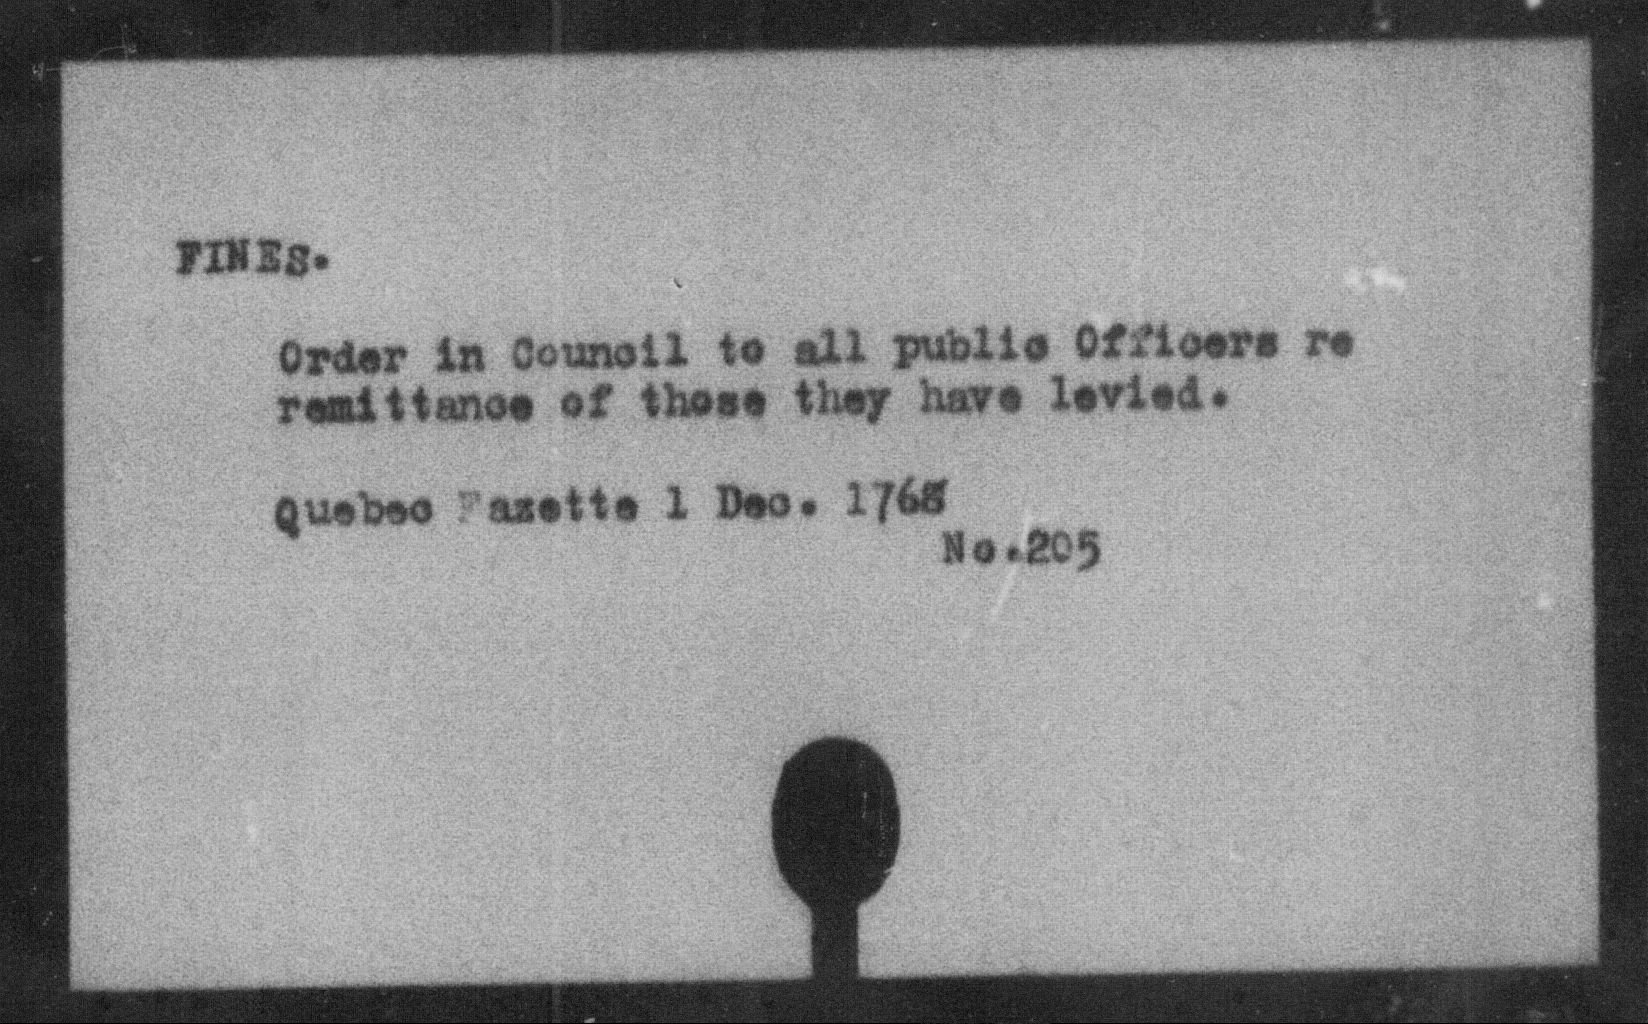 FINES.
Order in Council to all public Officers re
remittance of those they have levied.
Quebec Fazette 1 Dec. 1768
No.205